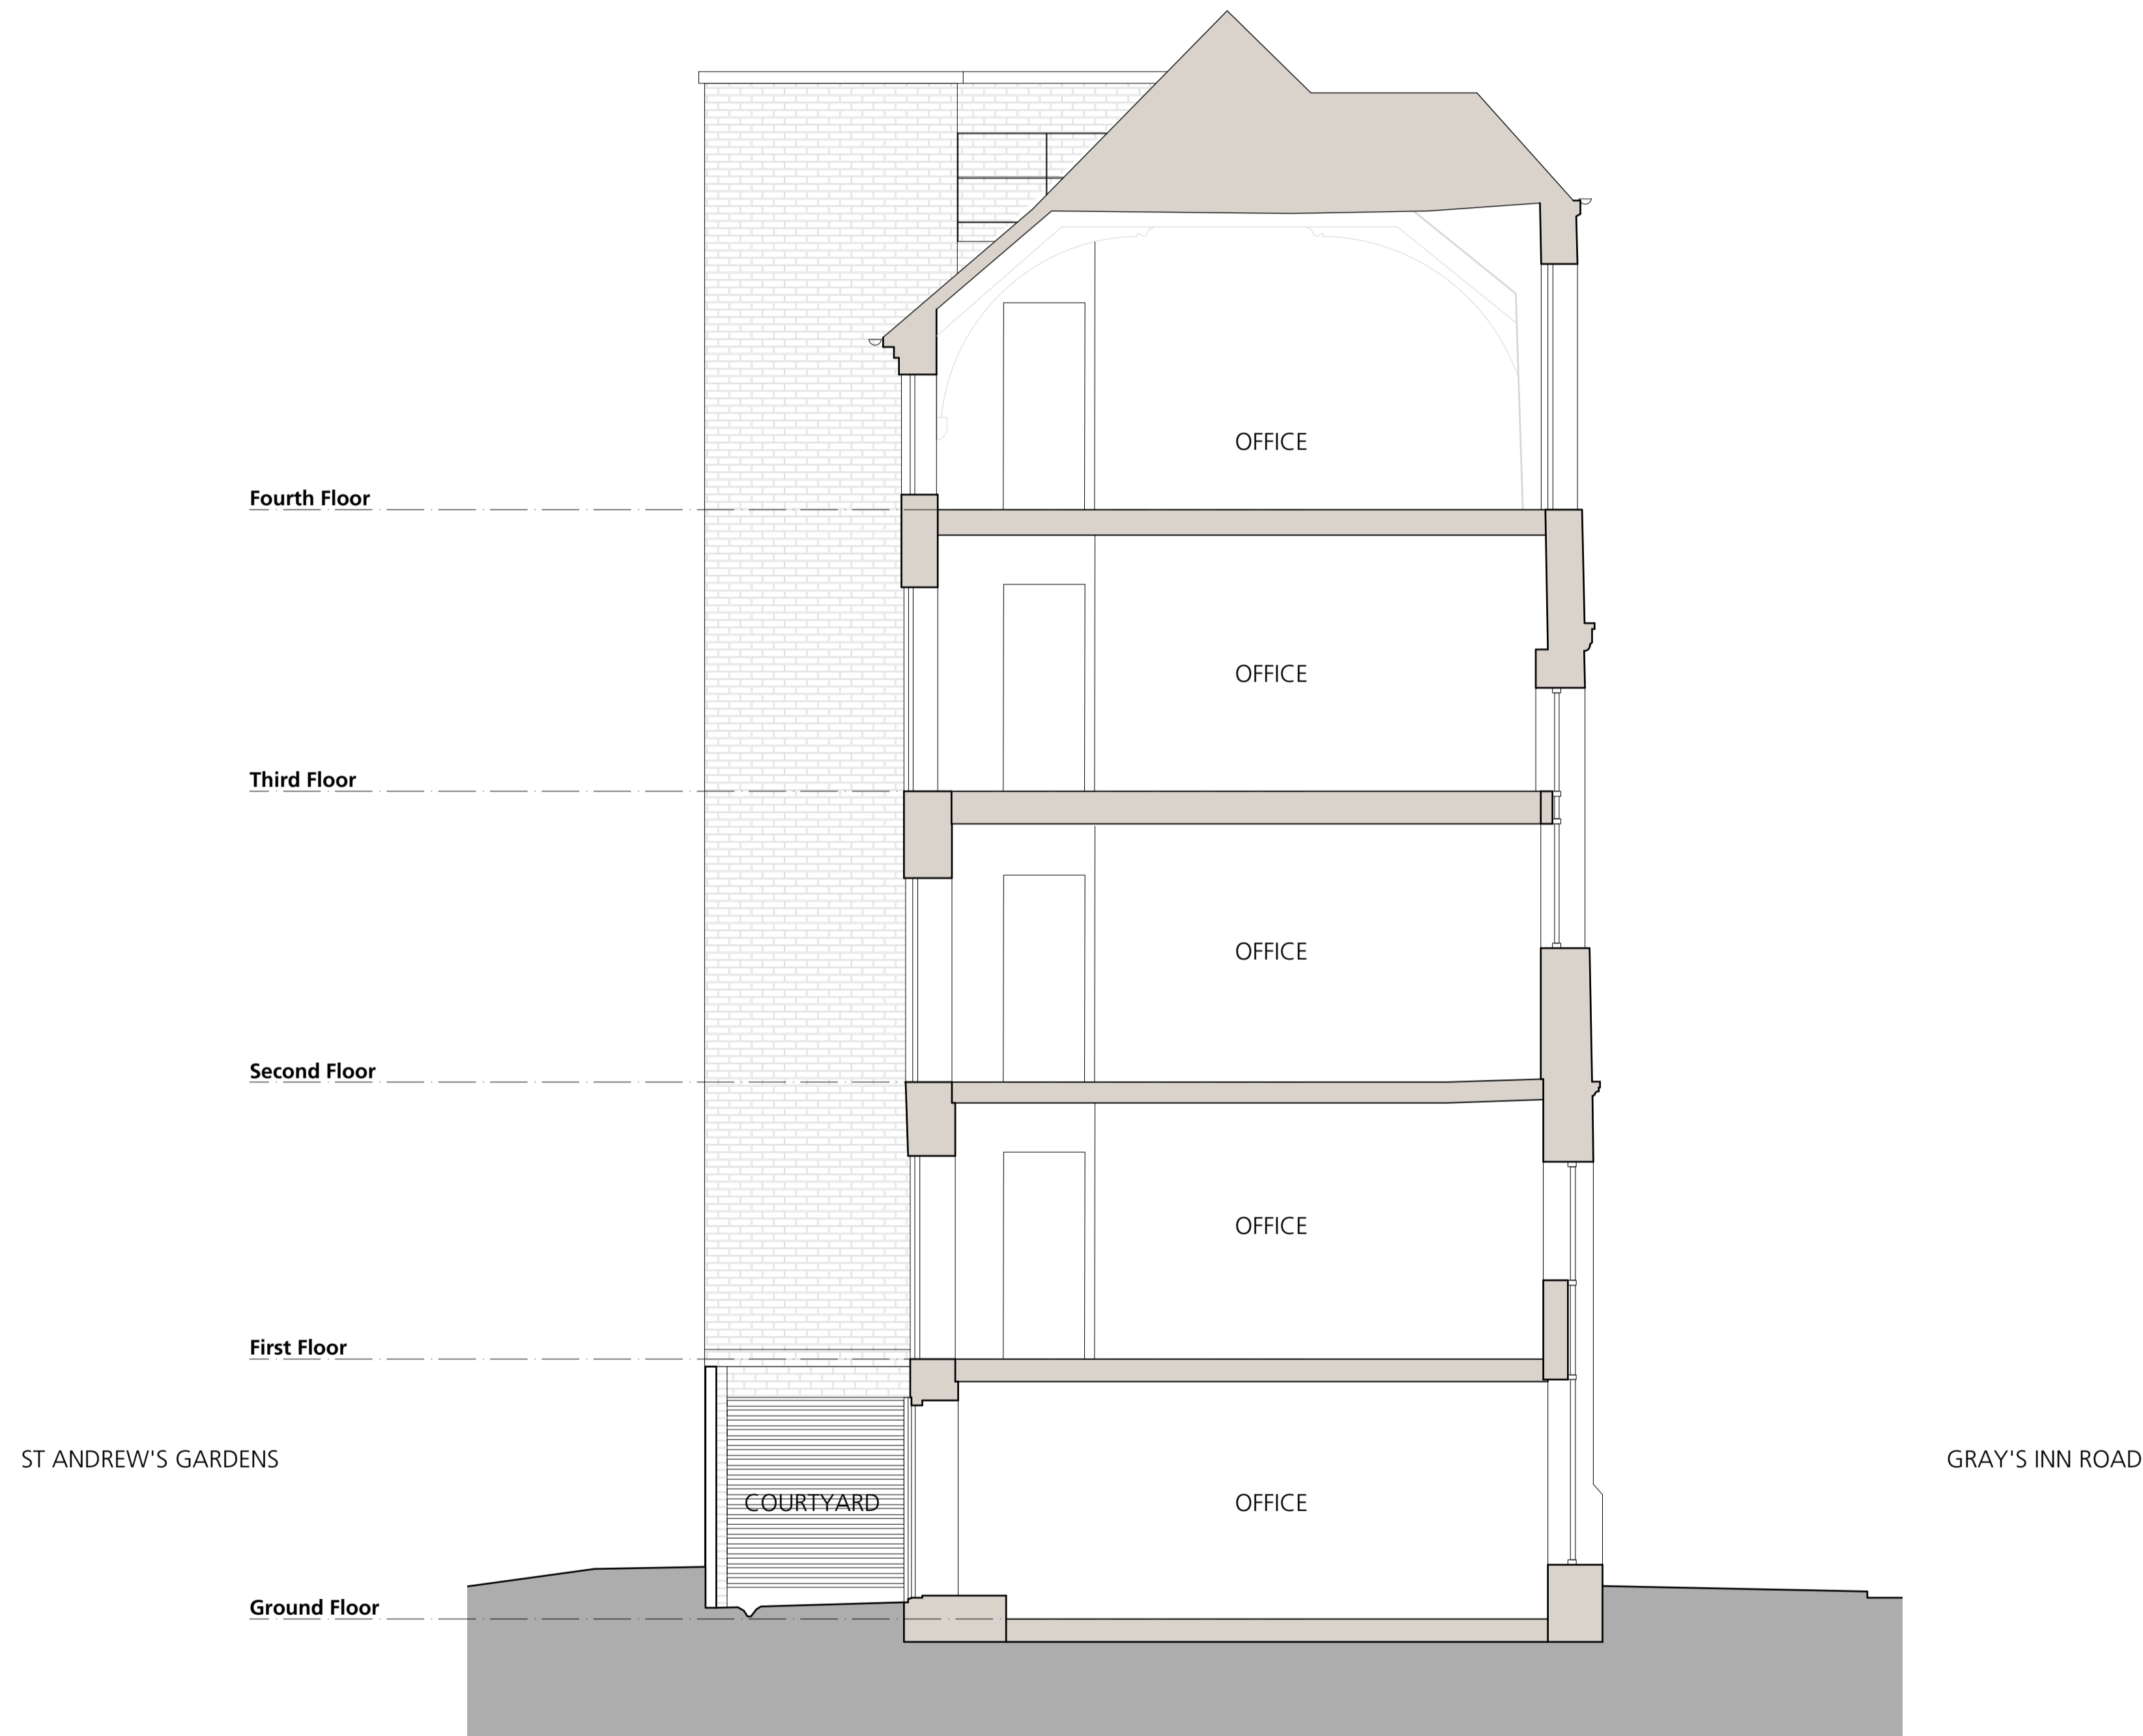 OFFICE
Fourth Floor
OFFICE
Third Floor
OFFICE
Second Floor
OFFICE
First Floor
ST ANDREW'S GARDENS
GRAY'S INN ROAD
COURTYARD
OFFICE
Ground Floor